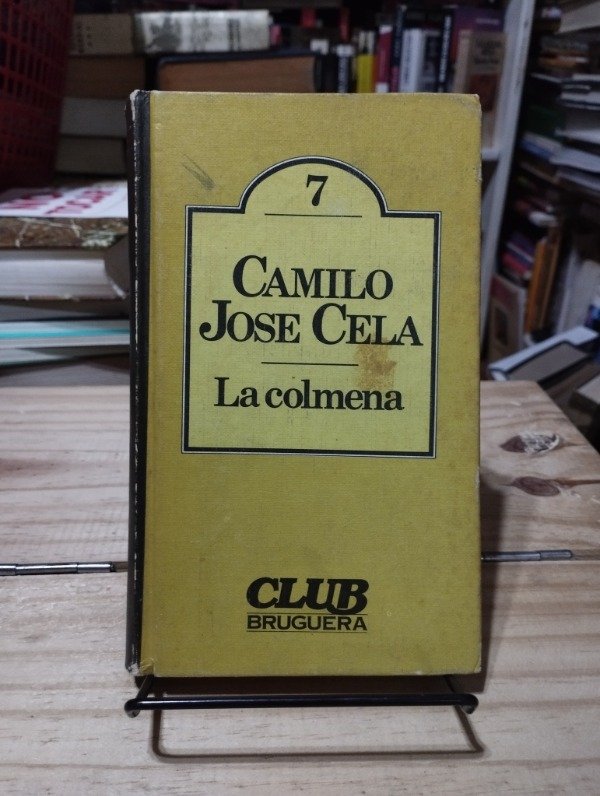 7
CAMILO
JOSE CELA
La colmena
CLUB
BRUGUERA